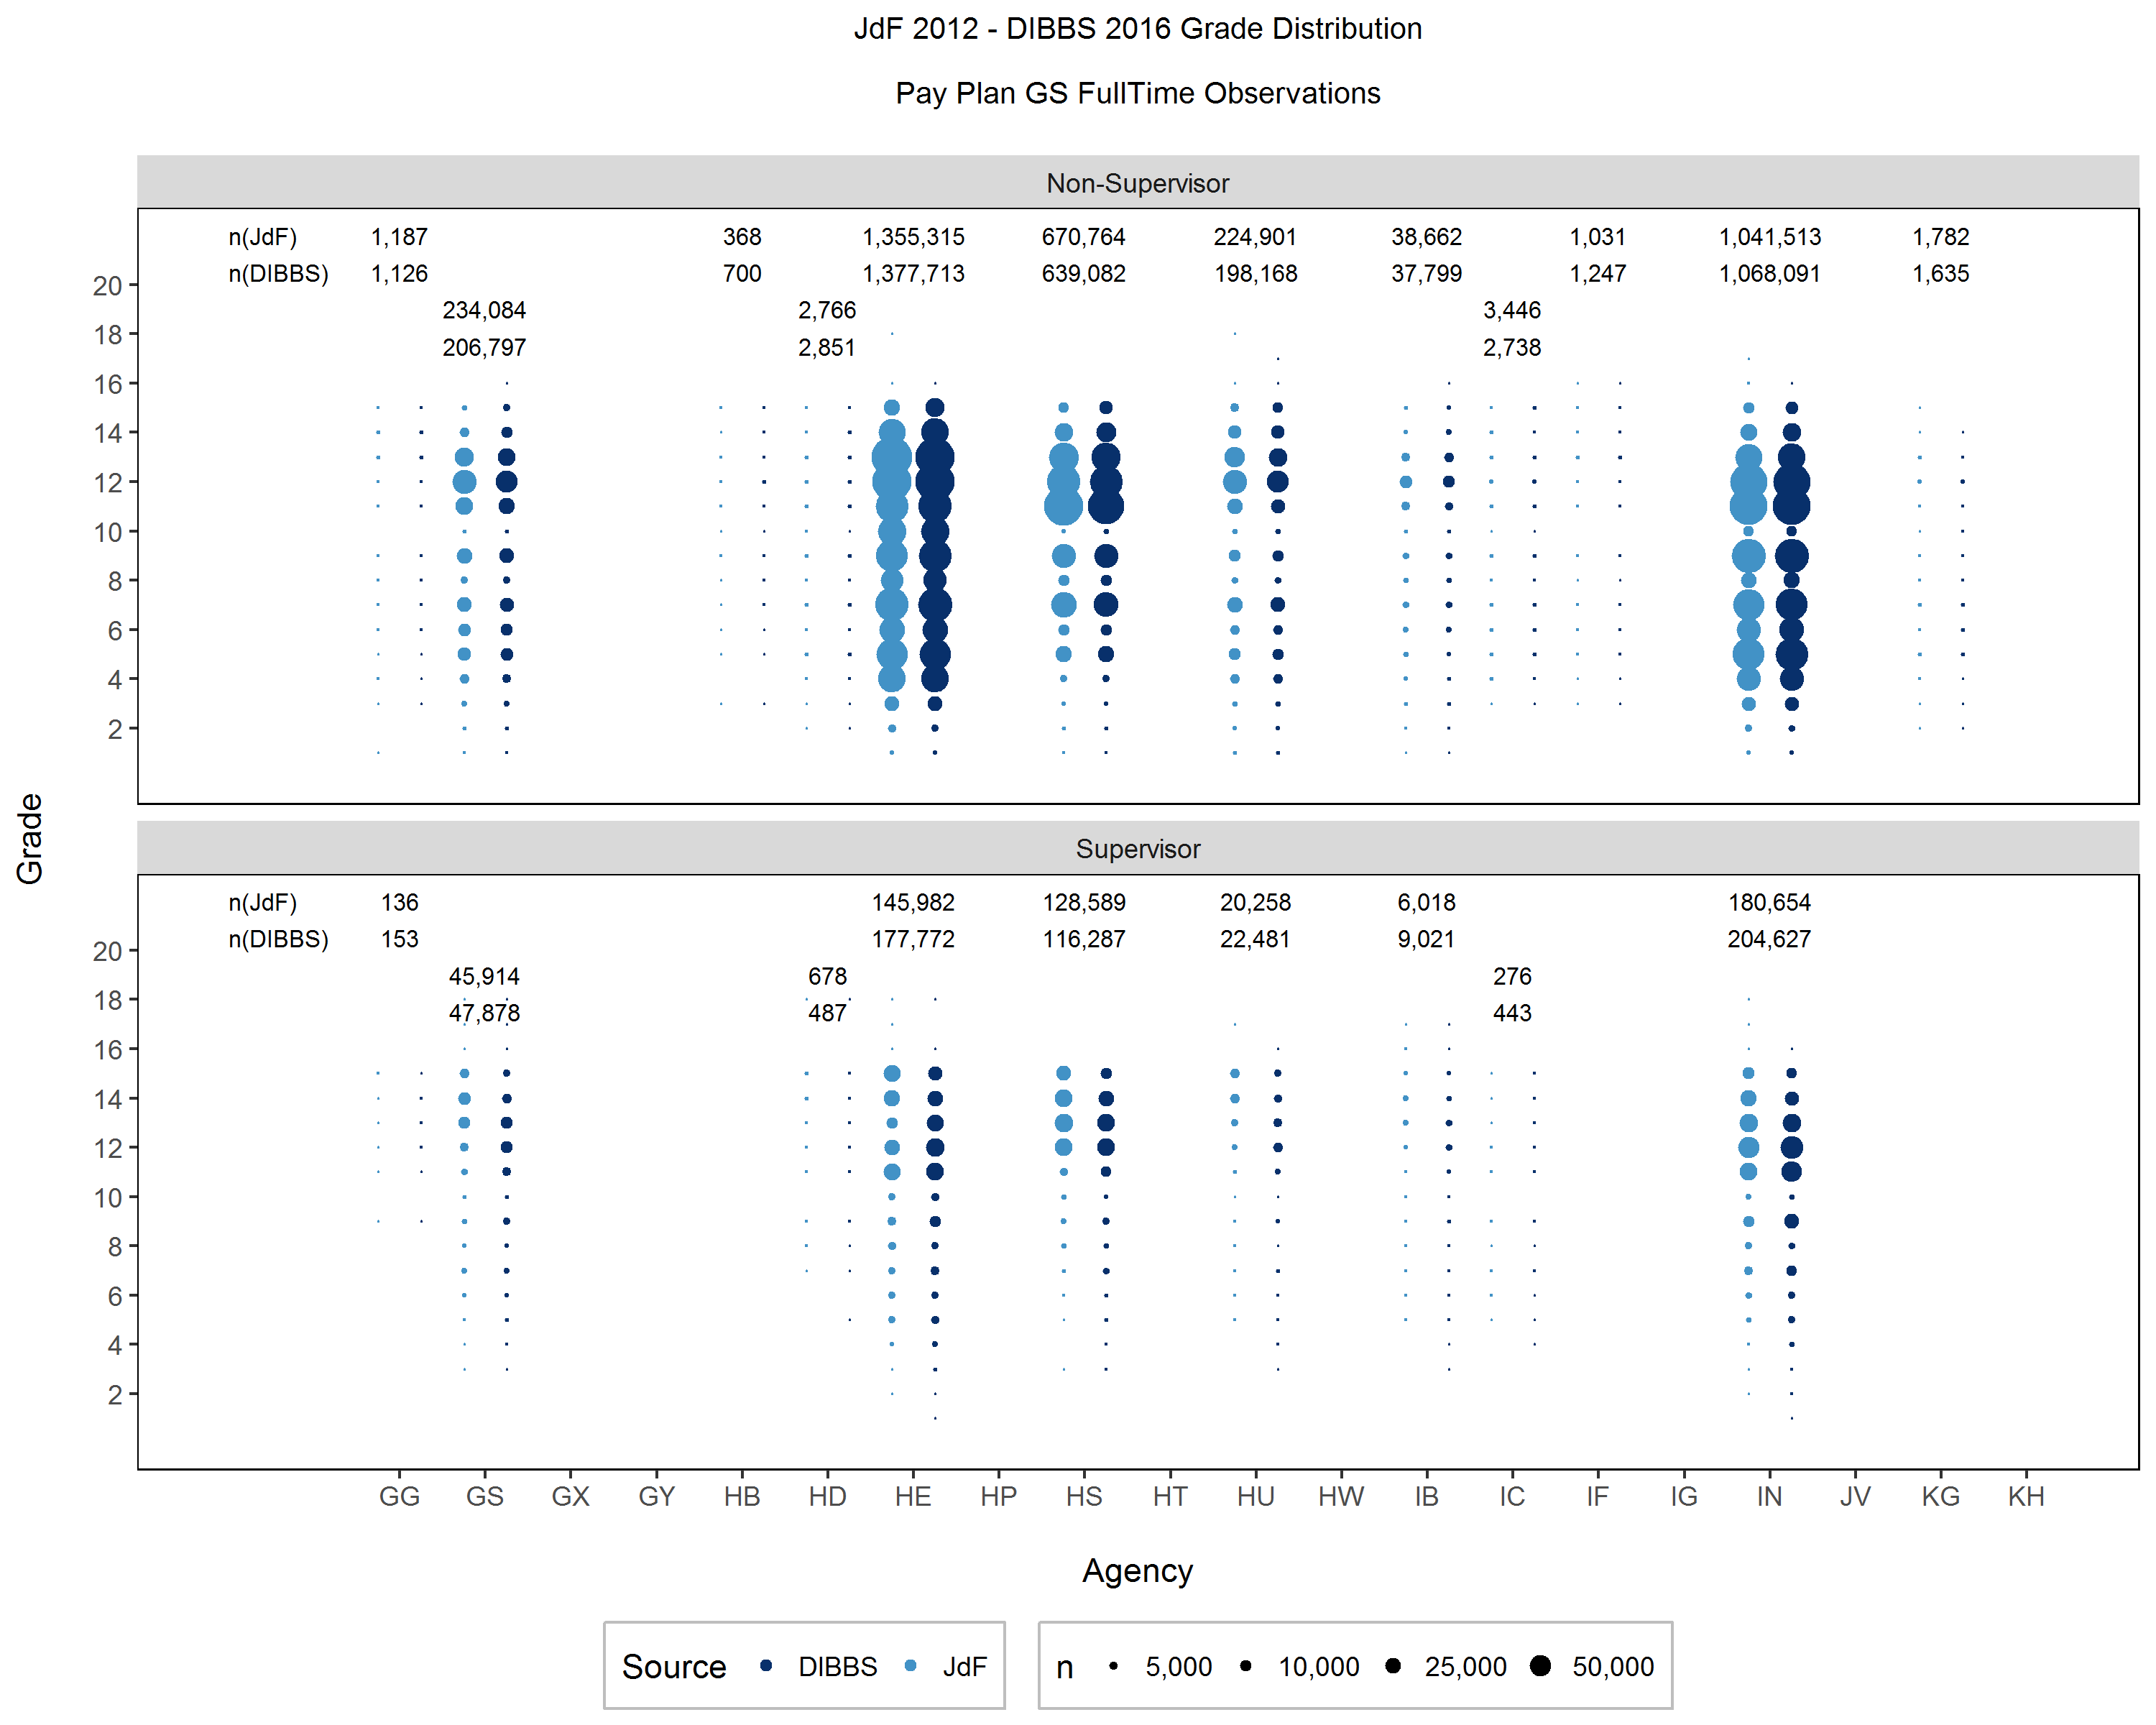 JdF 2012 - DIBBS 2016 Grade Distribution
Pay Plan GS FullTime Observations
Non-Supervisor
n(JdF) 1,187 368 1,355,315 670,764 224,901 38,662 1,031 1,041,513 1,782
n(DIBBS) 1,126 700 1,377,713 639,082 198,168 37,799 1,247 1,068,091 1,635
20
234,084 2,766 3,446
18
206,797 2,851 2,738
16
14
12
10
8
6
4
2
Grade
Supervisor
n(JdF) 136 145,982 128,589 20,258 6,018 180,654
n(DIBBS) 153 177,772 116,287 22,481 9,021 204,627
20
45,914 678 276
18
47,878 487 443
16
14
12
10
8
6
4
2
GG GS GX GY HB HD HE HP HS HT HU HW IB IC IF IG IN JV KG KH
Agency
Source DIBBS JdF n 5,000 10,000 25,000 50,000